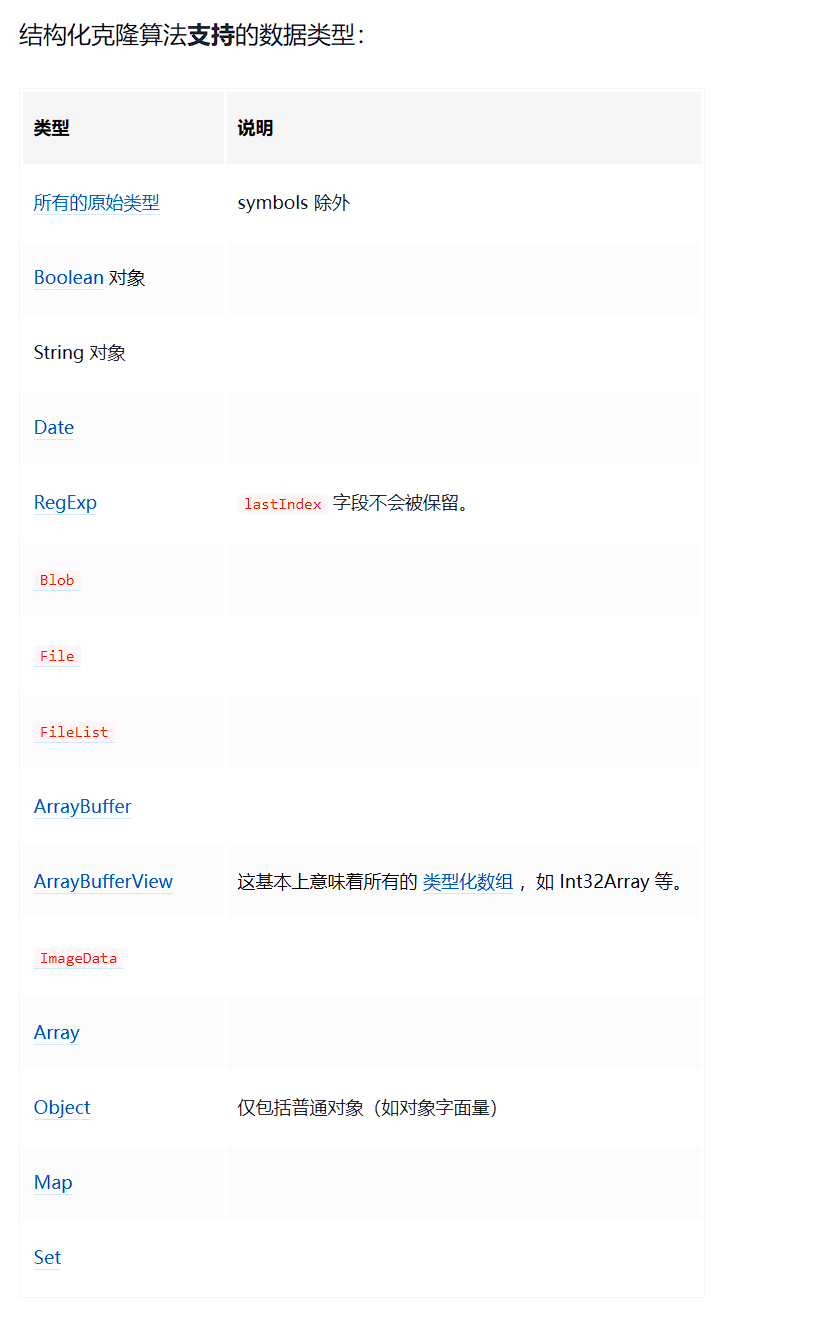 结构化克隆算法支持的数据类型：
类型 说明
所有的原始类型 symbols 除外
Boolean 对象
String 对象
Date
RegExp lastIndex 字段不会被保留。
Blob
File
FileList
ArrayBuffer
ArrayBufferView 这基本上意味着所有的 类型化数组 ，如 Int32Array 等。
ImageData
Array
Object 仅包括普通对象（如对象字面量）
Map
Set